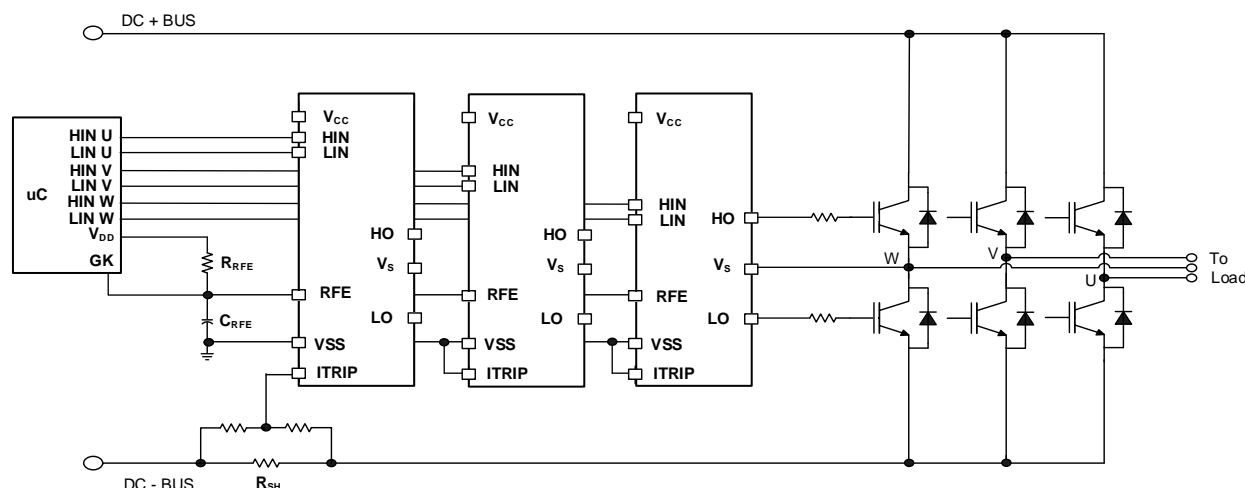 DC + BUS
uC
HIN U
LIN U
HIN V
LIN V
HIN W
LIN W
VDD
GK
RRFE
CRFE
VCC
HIN
LIN
HO
VS
RFE
LO
VSS
ITRIP
VCC
HIN
LIN
HO
VS
RFE
LO
VSS
ITRIP
VCC
HIN
LIN
HO
VS
RFE
LO
VSS
ITRIP
W
V
U
To
Load
DC - BUS
RSH